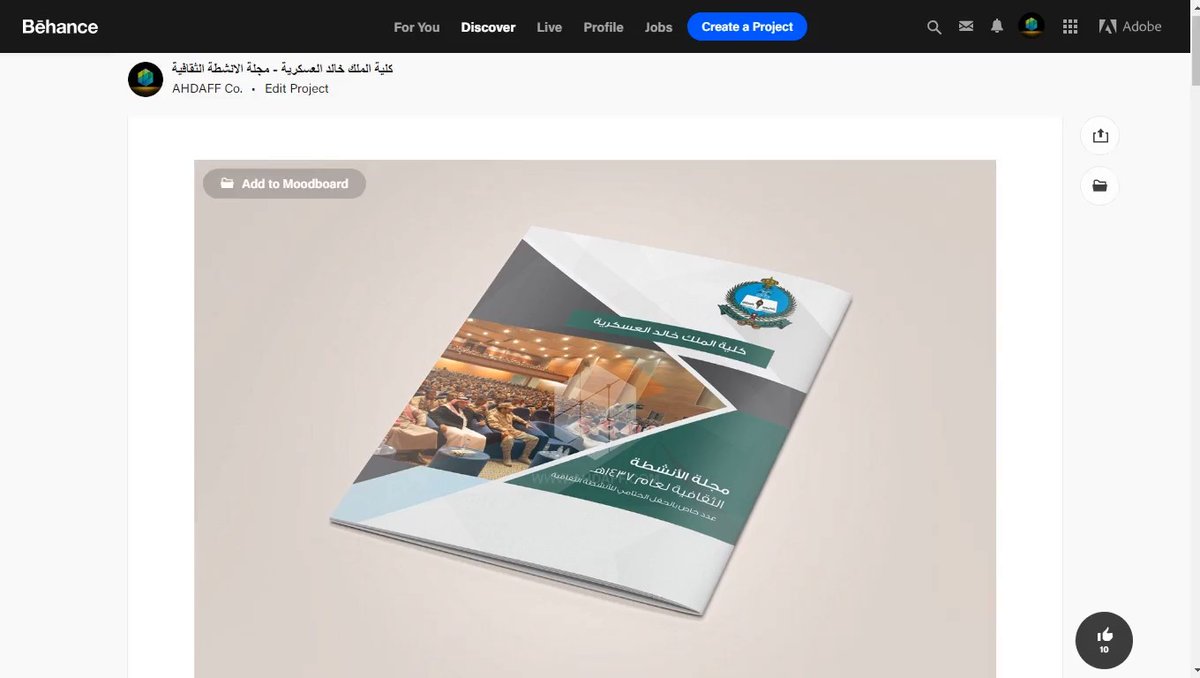 Bēhance
For You Discover Live Profile Jobs Create a Project Adobe
كلية الملك خالد العسكرية - مجلة الانشطة الثقافية
AHDAFF Co. • Edit Project
Add to Moodboard
كلية الملك خالد العسكرية
مجلة الأنشطة
الثقافية لعام ١٤٣٧هـ
عدد خاص بالحفل الختامي للأنشطة الثقافية
10